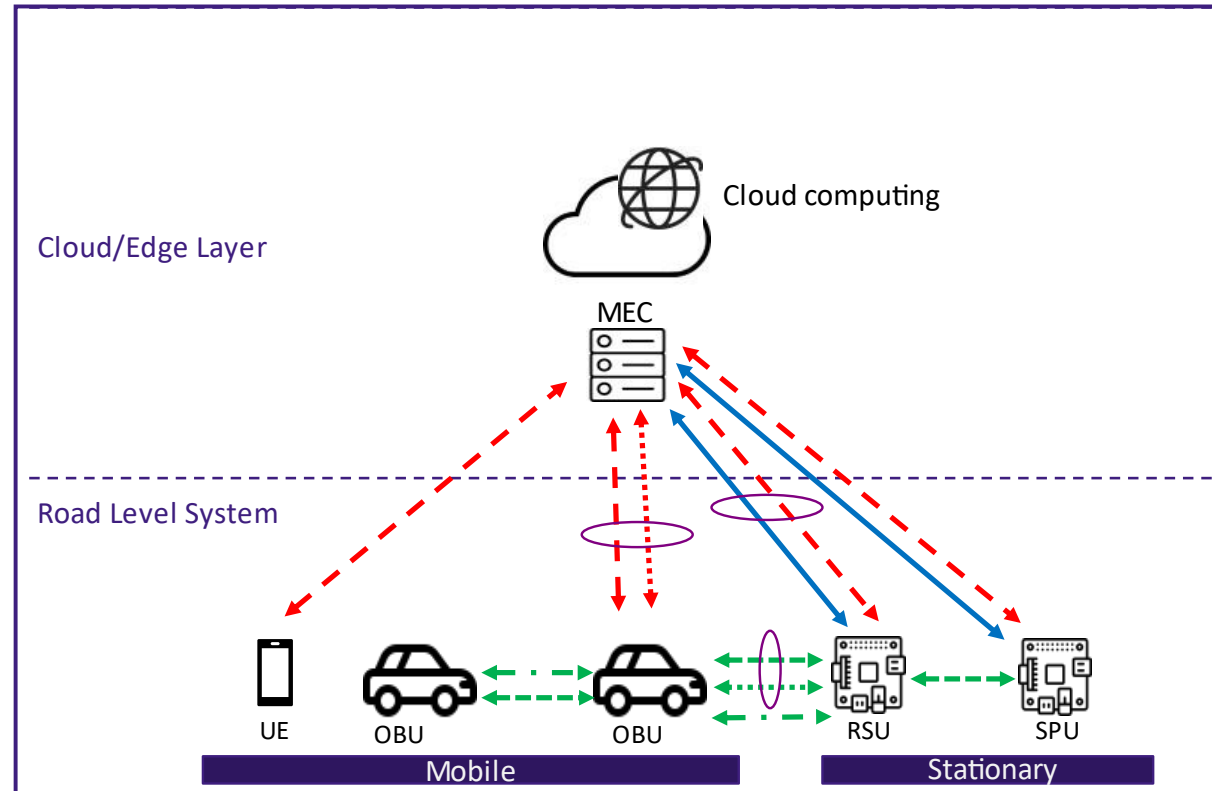 Cloud computing
Cloud/Edge Layer
MEC
Road Level System
UE
OBU
OBU
RSU
SPU
Mobile
Stationary